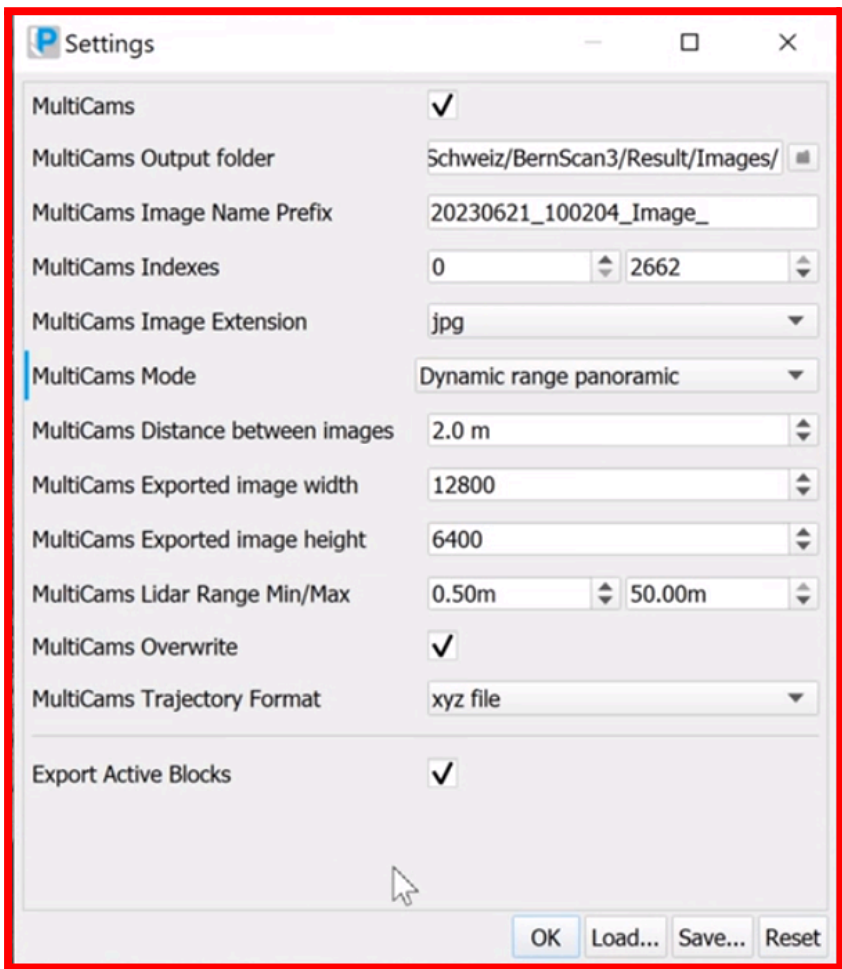 P Settings
MultiCams
MultiCams Output folder Schweiz/BernScan3/Result/Images/
MultiCams Image Name Prefix 20230621_100204_Image_
MultiCams Indexes 0 2662
MultiCams Image Extension jpg
MultiCams Mode Dynamic range panoramic
MultiCams Distance between images 2.0 m
MultiCams Exported image width 12800
MultiCams Exported image height 6400
MultiCams Lidar Range Min/Max 0.50m 50.00m
MultiCams Overwrite
MultiCams Trajectory Format xyz file
Export Active Blocks
OK Load... Save... Reset